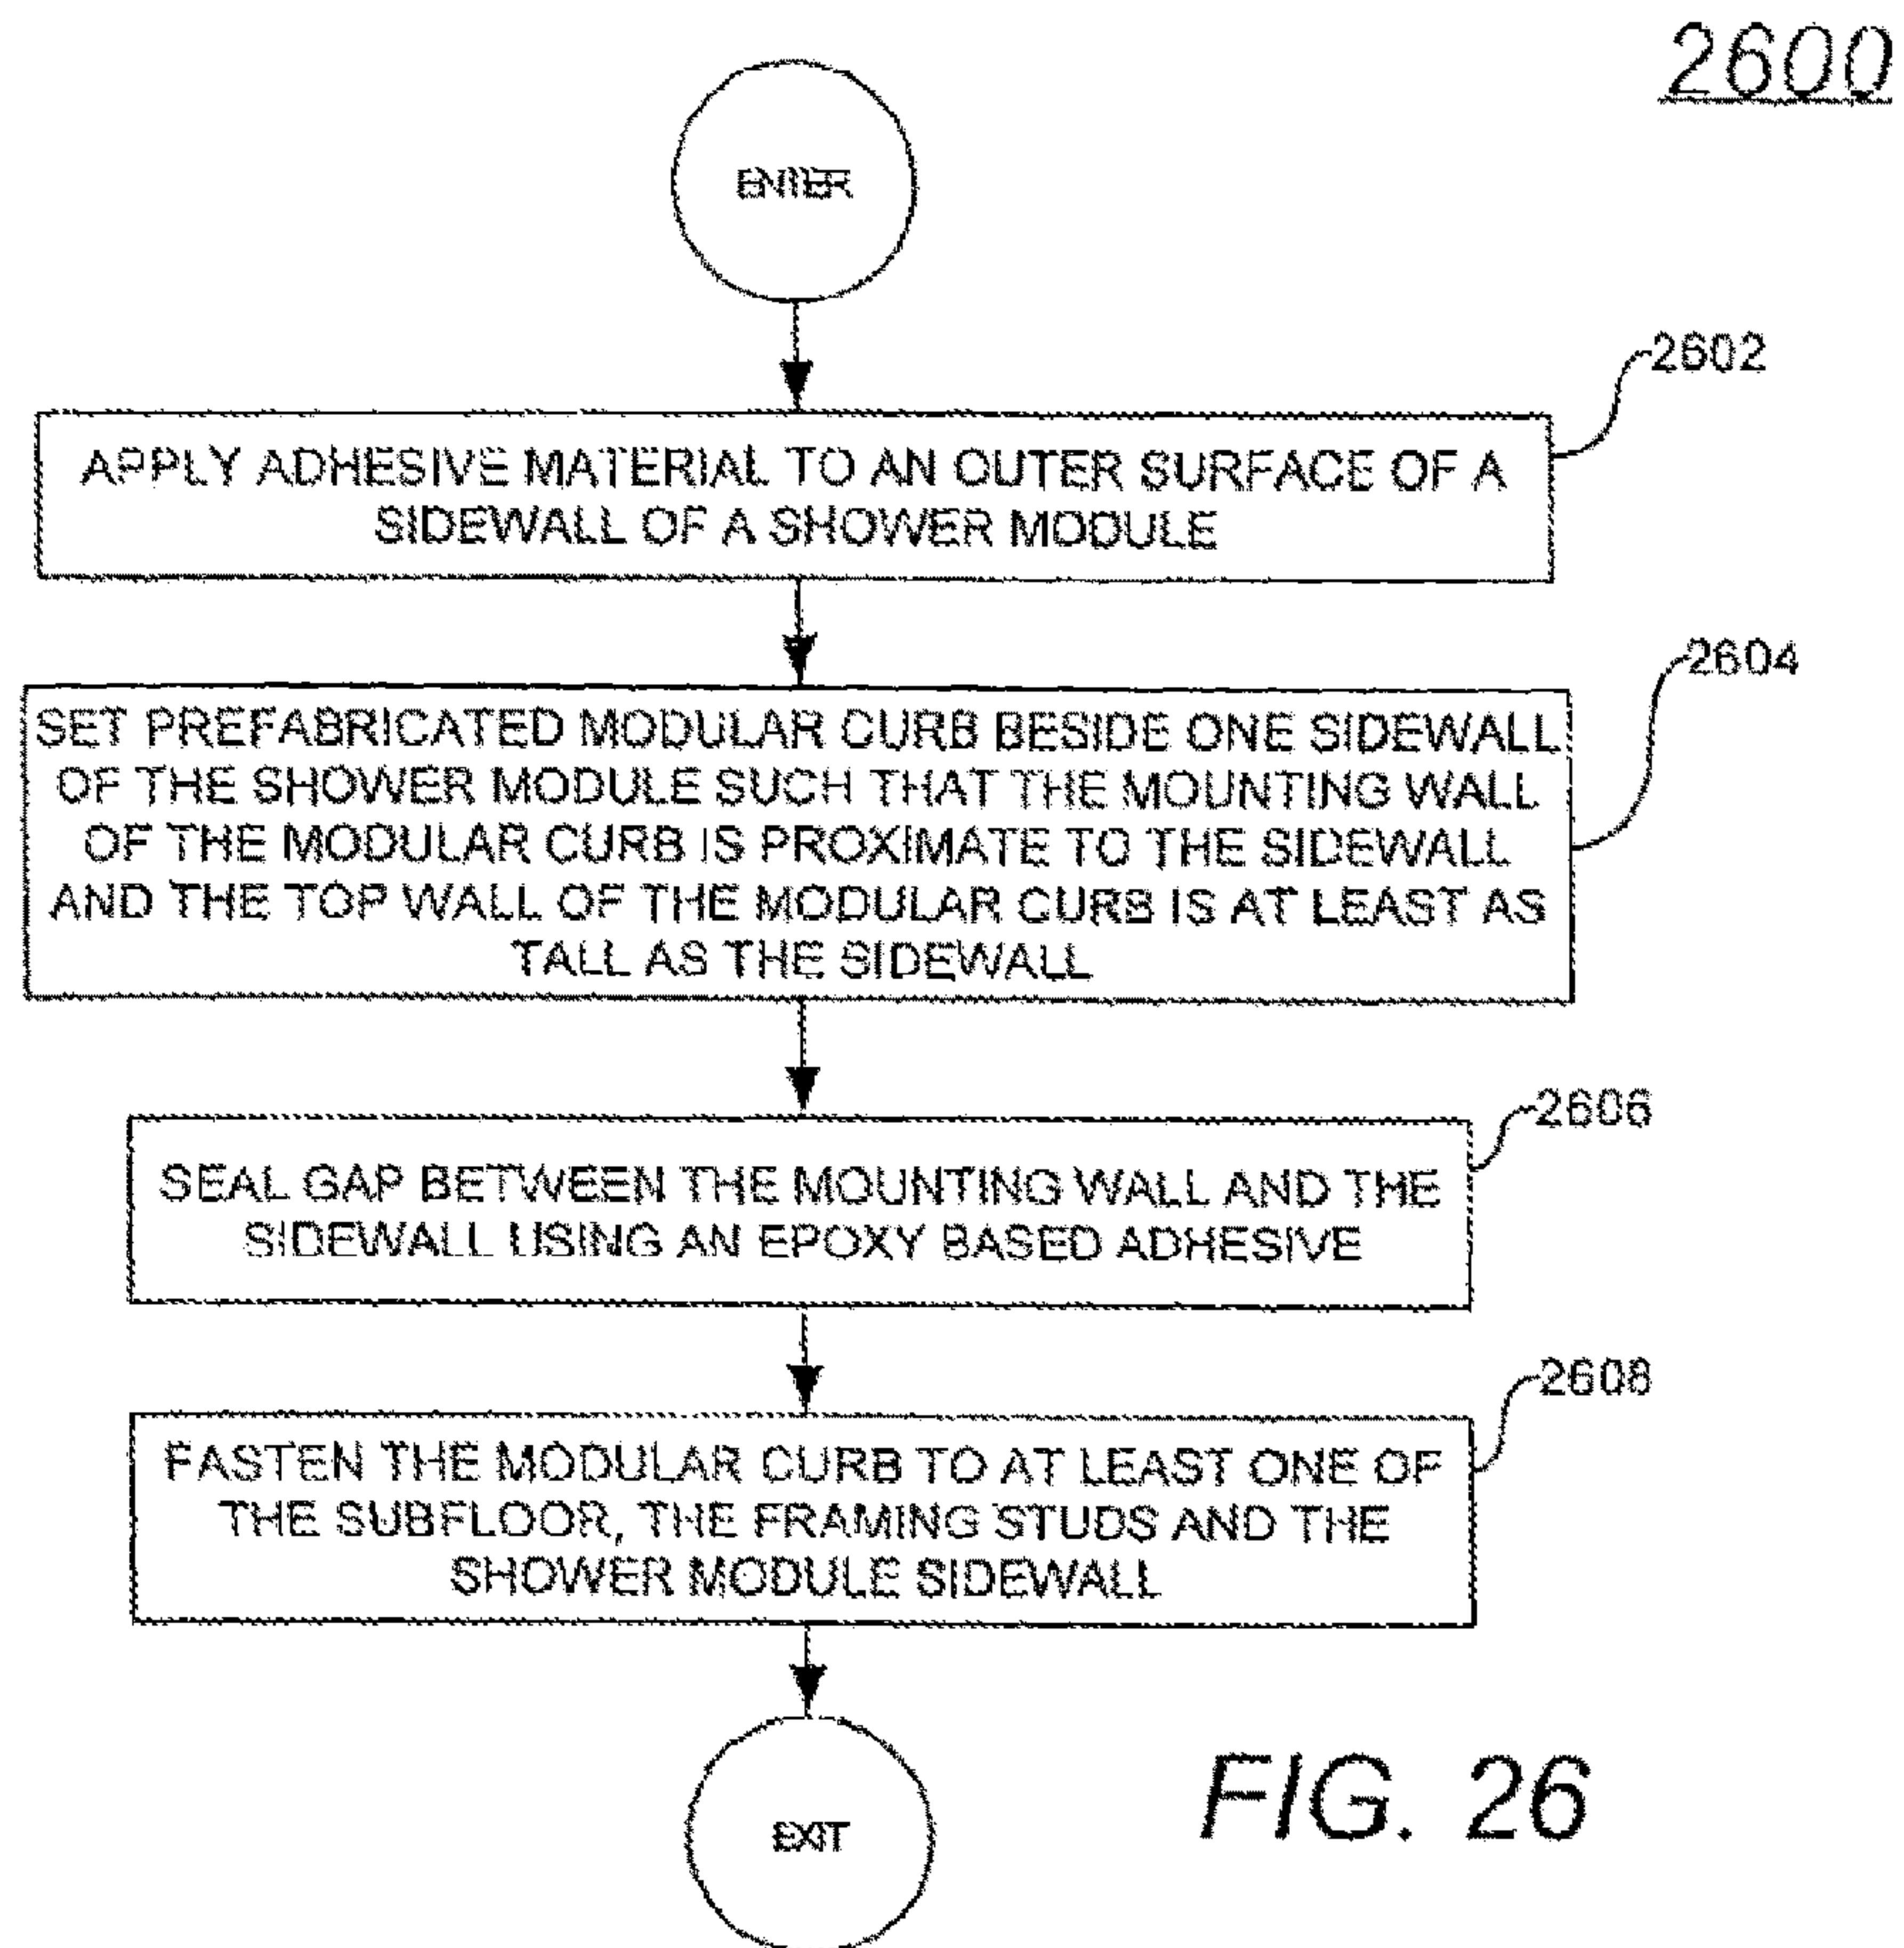 2600
ENTER
2602
APPLY ADHESIVE MATERIAL TO AN OUTER SURFACE OF A
SIDEWALL OF A SHOWER MODULE
2604
SET PREFABRICATED MODULAR CURB BESIDE ONE SIDEWALL
OF THE SHOWER MODULE SUCH THAT THE MOUNTING WALL
OF THE MODULAR CURB IS PROXIMATE TO THE SIDEWALL
AND THE TOP WALL OF THE MODULAR CURB IS AT LEAST AS
TALL AS THE SIDEWALL
2606
SEAL GAP BETWEEN THE MOUNTING WALL AND THE
SIDEWALL USING AN EPOXY BASED ADHESIVE
2608
FASTEN THE MODULAR CURB TO AT LEAST ONE OF
THE SUBFLOOR, THE FRAMING STUDS AND THE
SHOWER MODULE SIDEWALL
EXIT
FIG. 26